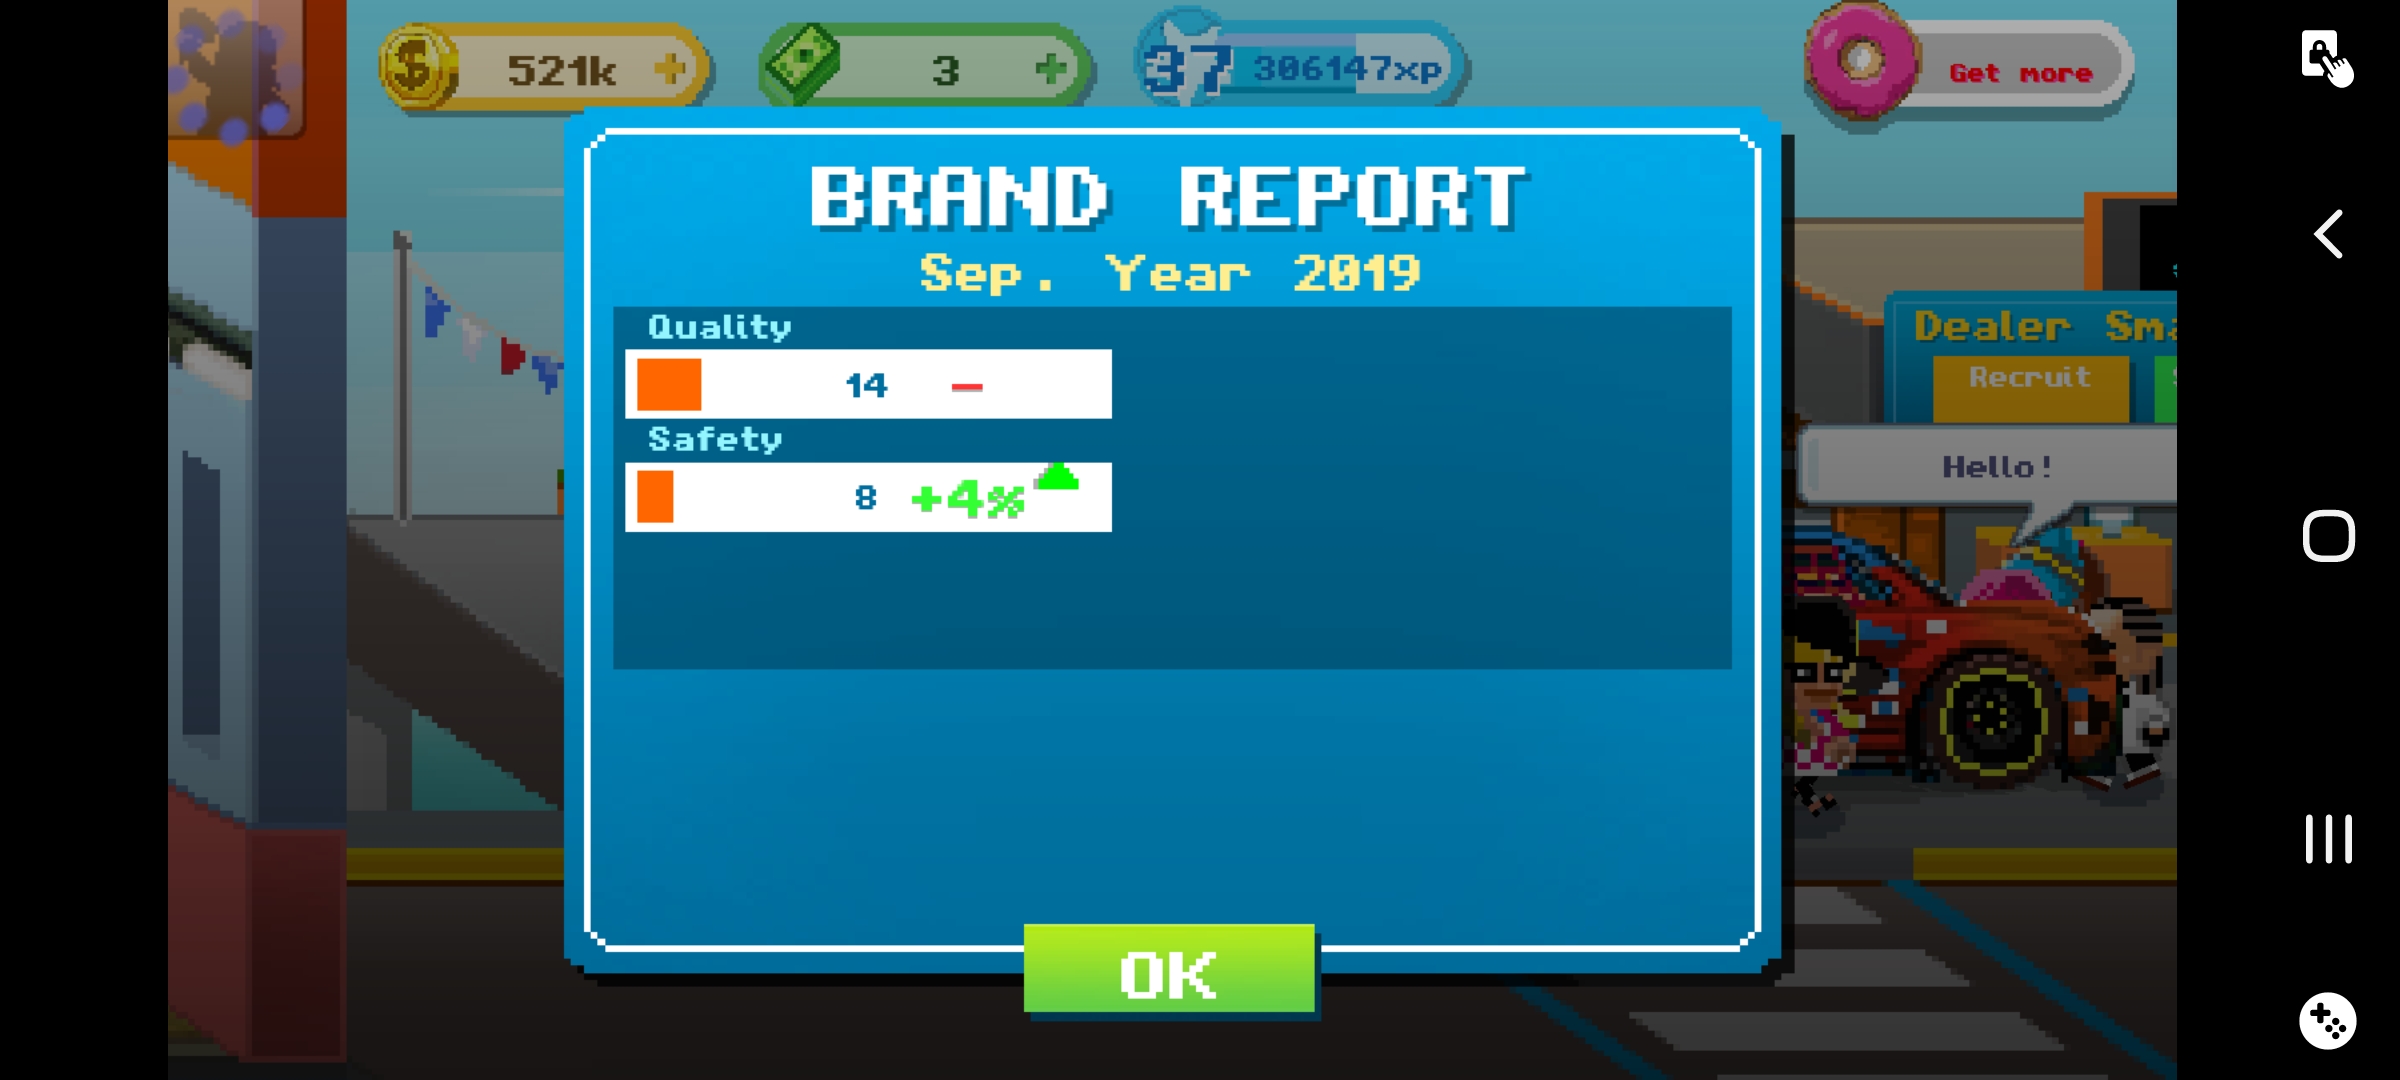 521k +
3 +
37 306147xp
Get more
BRAND REPORT
Sep. Year 2019
Quality
14 -
Safety
8 +4%
Dealer
Recruit
Hello!
OK